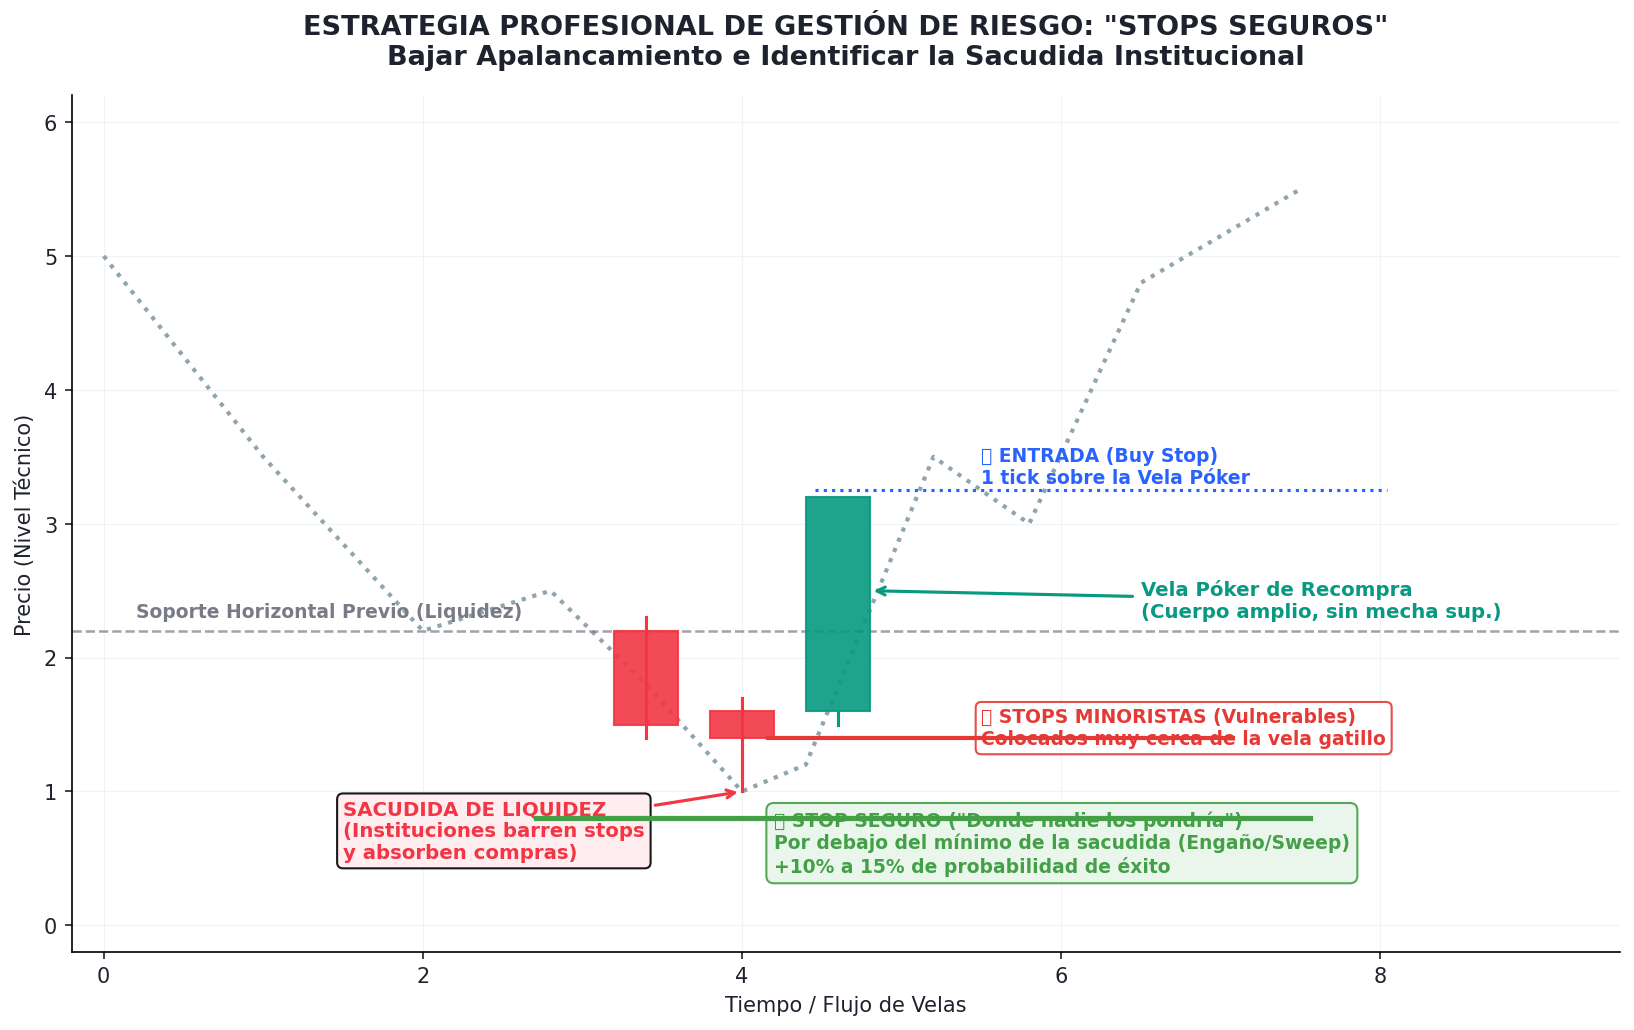 ESTRATEGIA PROFESIONAL DE GESTIÓN DE RIESGO: "STOPS SEGUROS"
Bajar Apalancamiento e Identificar la Sacudida Institucional
Precio (Nivel Técnico)
6
5
4
3
2
1
0
ENTRADA (Buy Stop)
1 tick sobre la Vela Póker
Vela Póker de Recompra
(Cuerpo amplio, sin mecha sup.)
Soporte Horizontal Previo (Liquidez)
STOPS MINORISTAS (Vulnerables)
Colocados muy cerca de la vela gatillo
SACUDIDA DE LIQUIDEZ
(Instituciones barren stops
y absorben compras)
STOP SEGURO ("Donde nadie los pondría")
Por debajo del mínimo de la sacudida (Engaño/Sweep)
+10% a 15% de probabilidad de éxito
0
2
4
6
8
Tiempo / Flujo de Velas